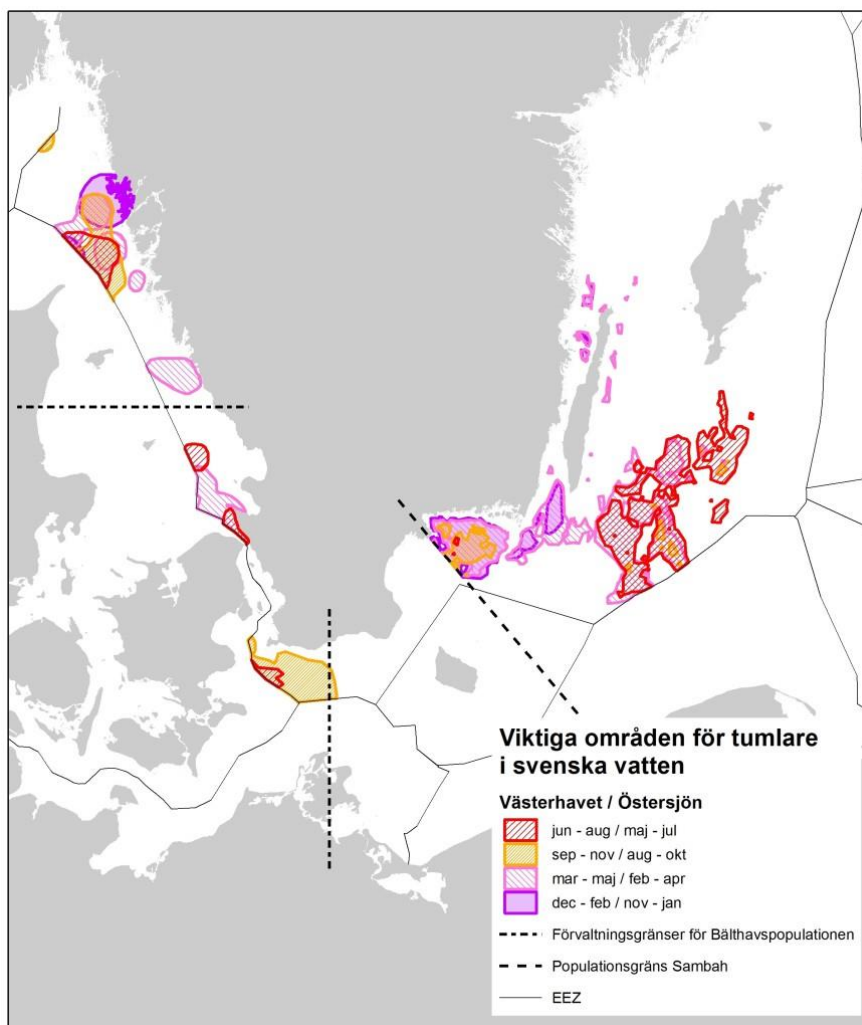 Viktiga områden för tumlare
i svenska vatten
Västerhavet / Östersjön
jun - aug / maj - jul
sep - nov / aug - okt
mar - maj / feb - apr
dec - feb / nov - jan
Förvaltningsgränser för Bälthavspopulationen
Populationsgräns Sambah
EEZ